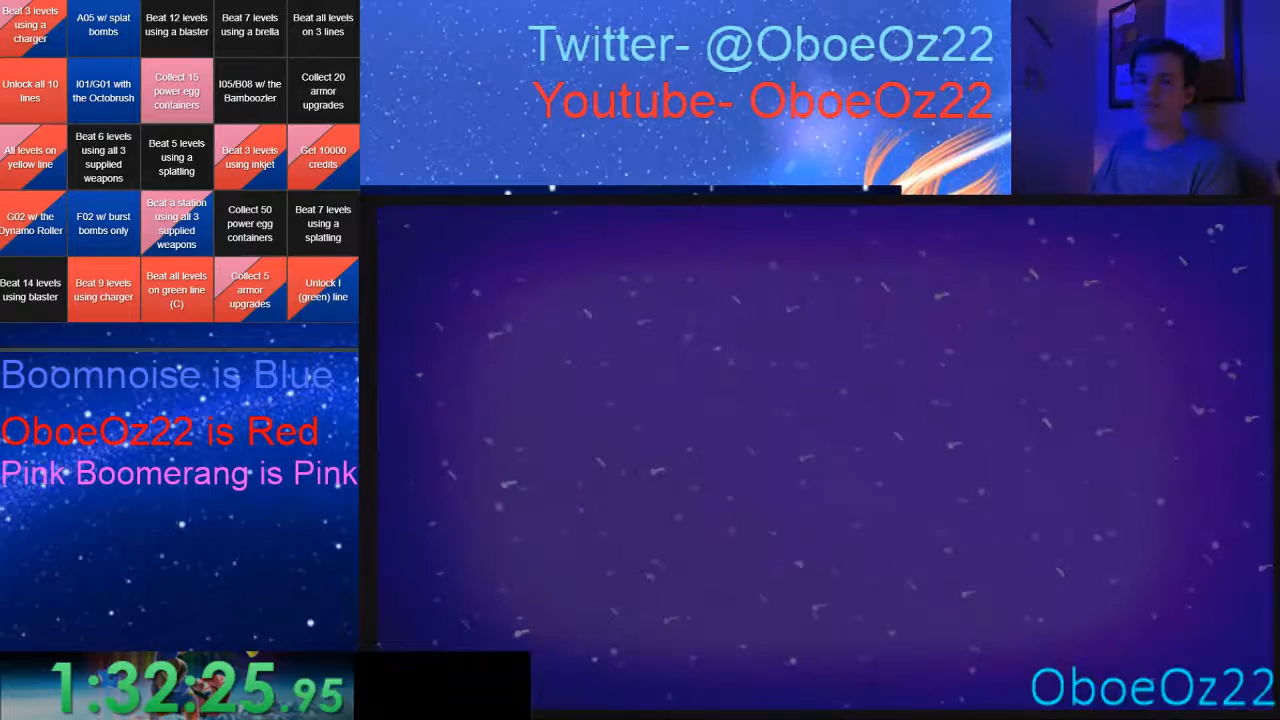 Beat 3 levels
using a
charger
A05 w/ splat
bombs
Beat 12 levels
using a blaster
Beat 7 levels
using a brella
Beat all levels
on 3 lines
Unlock all 10
lines
I01/G01 with
the Octobrush
Collect 15
power egg
containers
I05/B08 w/ the
Bamboozler
Collect 20
armor
upgrades
All levels on
yellow line
Beat 6 levels
using all 3
supplied
weapons
Beat 5 levels
using a
splatling
Beat 3 levels
using inkjet
Get 10000
credits
G02 w/ the
Dynamo Roller
F02 w/ burst
bombs only
Beat a station
using all 3
supplied
weapons
Collect 50
power egg
containers
Beat 7 levels
using a
splatling
Beat 14 levels
using blaster
Beat 9 levels
using charger
Beat all levels
on green line
(C)
Collect 5
armor
upgrades
Unlock I
(green) line
Twitter- @OboeOz22
Youtube- OboeOz22
Boomnoise is Blue
OboeOz22 is Red
Pink Boomerang is Pink
1:32:25.95
OboeOz22